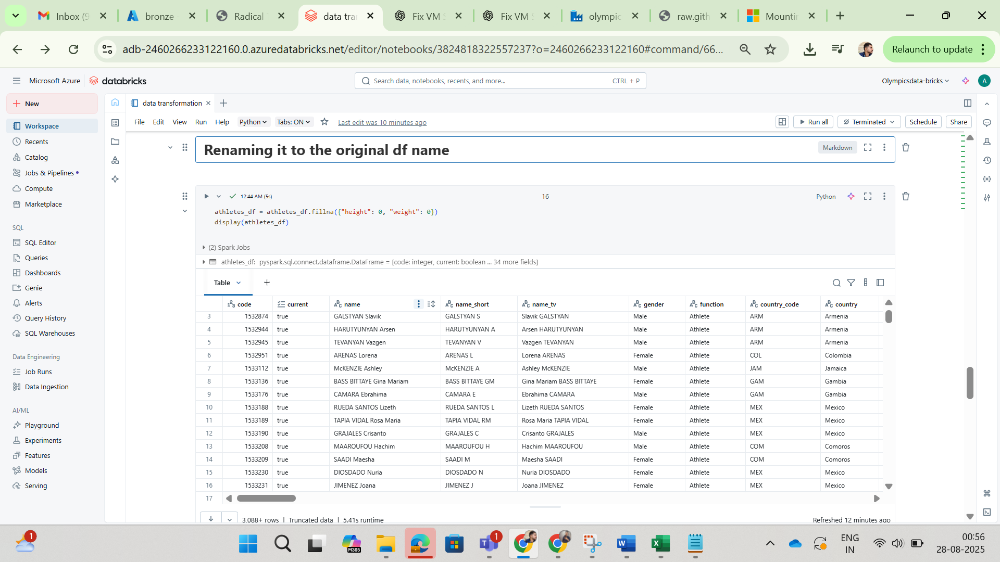 Inbox (9
bronze -
Radical
data tra
Fix VM S
Fix VM S
olympic
raw.gith
Mountin
adb-2460266233122160.0.azuredatabricks.net/editor/notebooks/3824818322557237?o=2460266233122160#command/66...
Relaunch to update
Microsoft Azure
databricks
Search data, notebooks, recents, and more...
CTRL + P
Olympicsdata-bricks
A
New
Workspace
Recents
Catalog
Jobs & Pipelines
Compute
Marketplace
SQL
SQL Editor
Queries
Dashboards
Genie
Alerts
Query History
SQL Warehouses
Data Engineering
Job Runs
Data Ingestion
AI/ML
Playground
Experiments
Features
Models
Serving
data transformation
File Edit View Run Help Python Tabs: ON Last edit was 10 minutes ago
Run all Terminated Schedule Share
Renaming it to the original df name
Markdown
12:44 AM (5s)
16
Python
athletes_df = athletes_df.fillna({"height": 0, "weight": 0})
display(athletes_df)
(2) Spark Jobs
athletes_df: pyspark.sql.connect.dataframe.DataFrame = [code: integer, current: boolean ... 34 more fields]
Table
code current name name_short name_tv gender function country_code country
3 1532874 true GALSTYAN Slavik GALSTYAN S Slavik GALSTYAN Male Athlete ARM Armenia
4 1532944 true HARUTYUNYAN Arsen HARUTYUNYAN A Arsen HARUTYUNYAN Male Athlete ARM Armenia
5 1532945 true TEVANYAN Vazgen TEVANYAN V Vazgen TEVANYAN Male Athlete ARM Armenia
6 1532951 true ARENAS Lorena ARENAS L Lorena ARENAS Female Athlete COL Colombia
7 1533112 true McKENZIE Ashley McKENZIE A Ashley McKENZIE Male Athlete JAM Jamaica
8 1533136 true BASS BITTAYE Gina Mariam BASS BITTAYE GM Gina Mariam BASS BITTAYE Female Athlete GAM Gambia
9 1533176 true CAMARA Ebrahima CAMARA E Ebrahima CAMARA Male Athlete GAM Gambia
10 1533188 true RUEDA SANTOS Lizeth RUEDA SANTOS L Lizeth RUEDA SANTOS Female Athlete MEX Mexico
11 1533189 true TAPIA VIDAL Rosa Maria TAPIA VIDAL RM Rosa Maria TAPIA VIDAL Female Athlete MEX Mexico
12 1533190 true GRAJALES Crisanto GRAJALES C Crisanto GRAJALES Male Athlete MEX Mexico
13 1533208 true MAAROUFOU Hachim MAAROUFOU H Hachim MAAROUFOU Male Athlete COM Comoros
14 1533209 true SAADI Maesha SAADI M Maesha SAADI Female Athlete COM Comoros
15 1533230 true DIOSDADO Nuria DIOSDADO N Nuria DIOSDADO Female Athlete MEX Mexico
16 1533231 true JIMENEZ Joana JIMENEZ J Joana JIMENEZ Female Athlete MEX Mexico
17
3,088+ rows | Truncated data | 5.41s runtime
Refreshed 12 minutes ago
1
M365
1
ENG
IN
00:56
28-08-2025